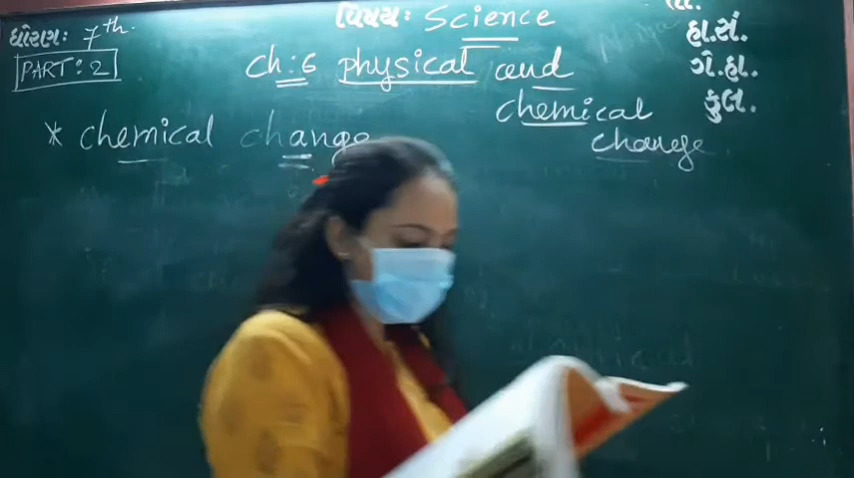 ધોરણ: 7th.
PART: 2
વિષય: Science
Ch: 6 physical and
chemical
change
* chemical change
હા.સં.
ગે.હા.
કુલ.